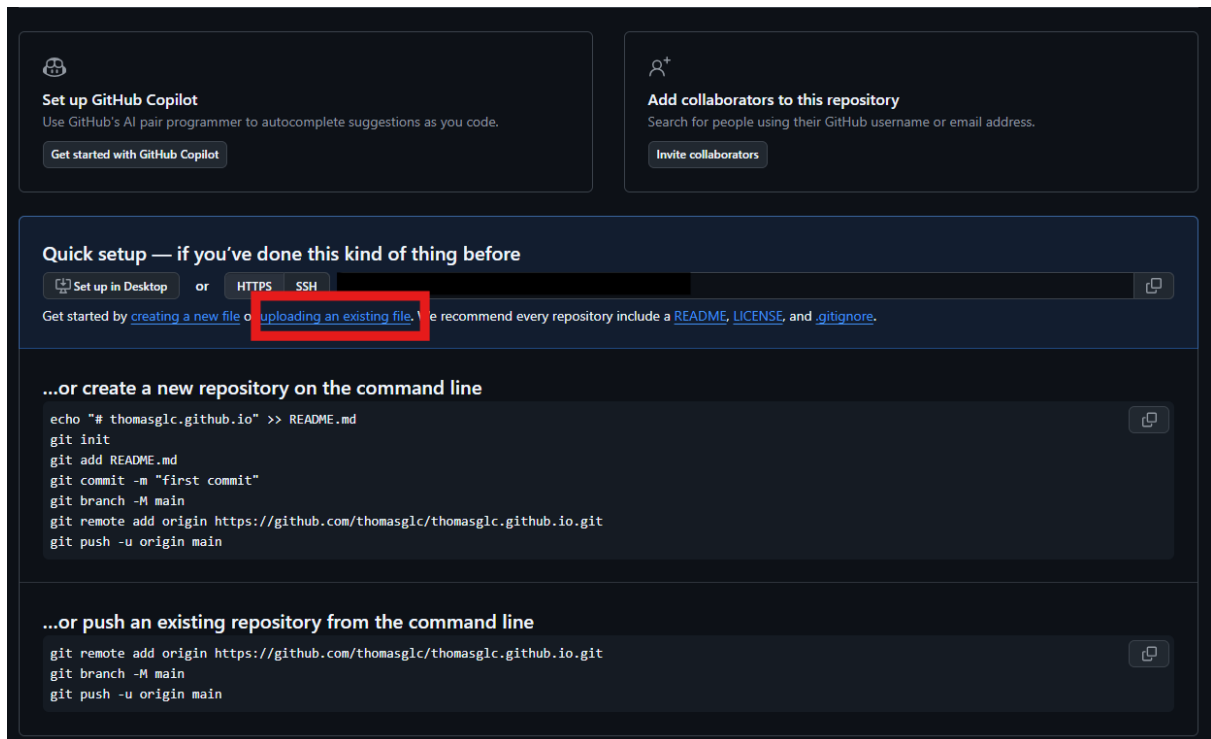 Set up GitHub Copilot
Use GitHub's AI pair programmer to autocomplete suggestions as you code.
Get started with GitHub Copilot
Add collaborators to this repository
Search for people using their GitHub username or email address.
Invite collaborators
Quick setup — if you've done this kind of thing before
Set up in Desktop or HTTPS SSH
Get started by creating a new file o uploading an existing file. We recommend every repository include a README, LICENSE, and .gitignore.
...or create a new repository on the command line
echo "# thomasglc.github.io" >> README.md
git init
git add README.md
git commit -m "first commit"
git branch -M main
git remote add origin https://github.com/thomasglc/thomasglc.github.io.git
git push -u origin main
...or push an existing repository from the command line
git remote add origin https://github.com/thomasglc/thomasglc.github.io.git
git branch -M main
git push -u origin main